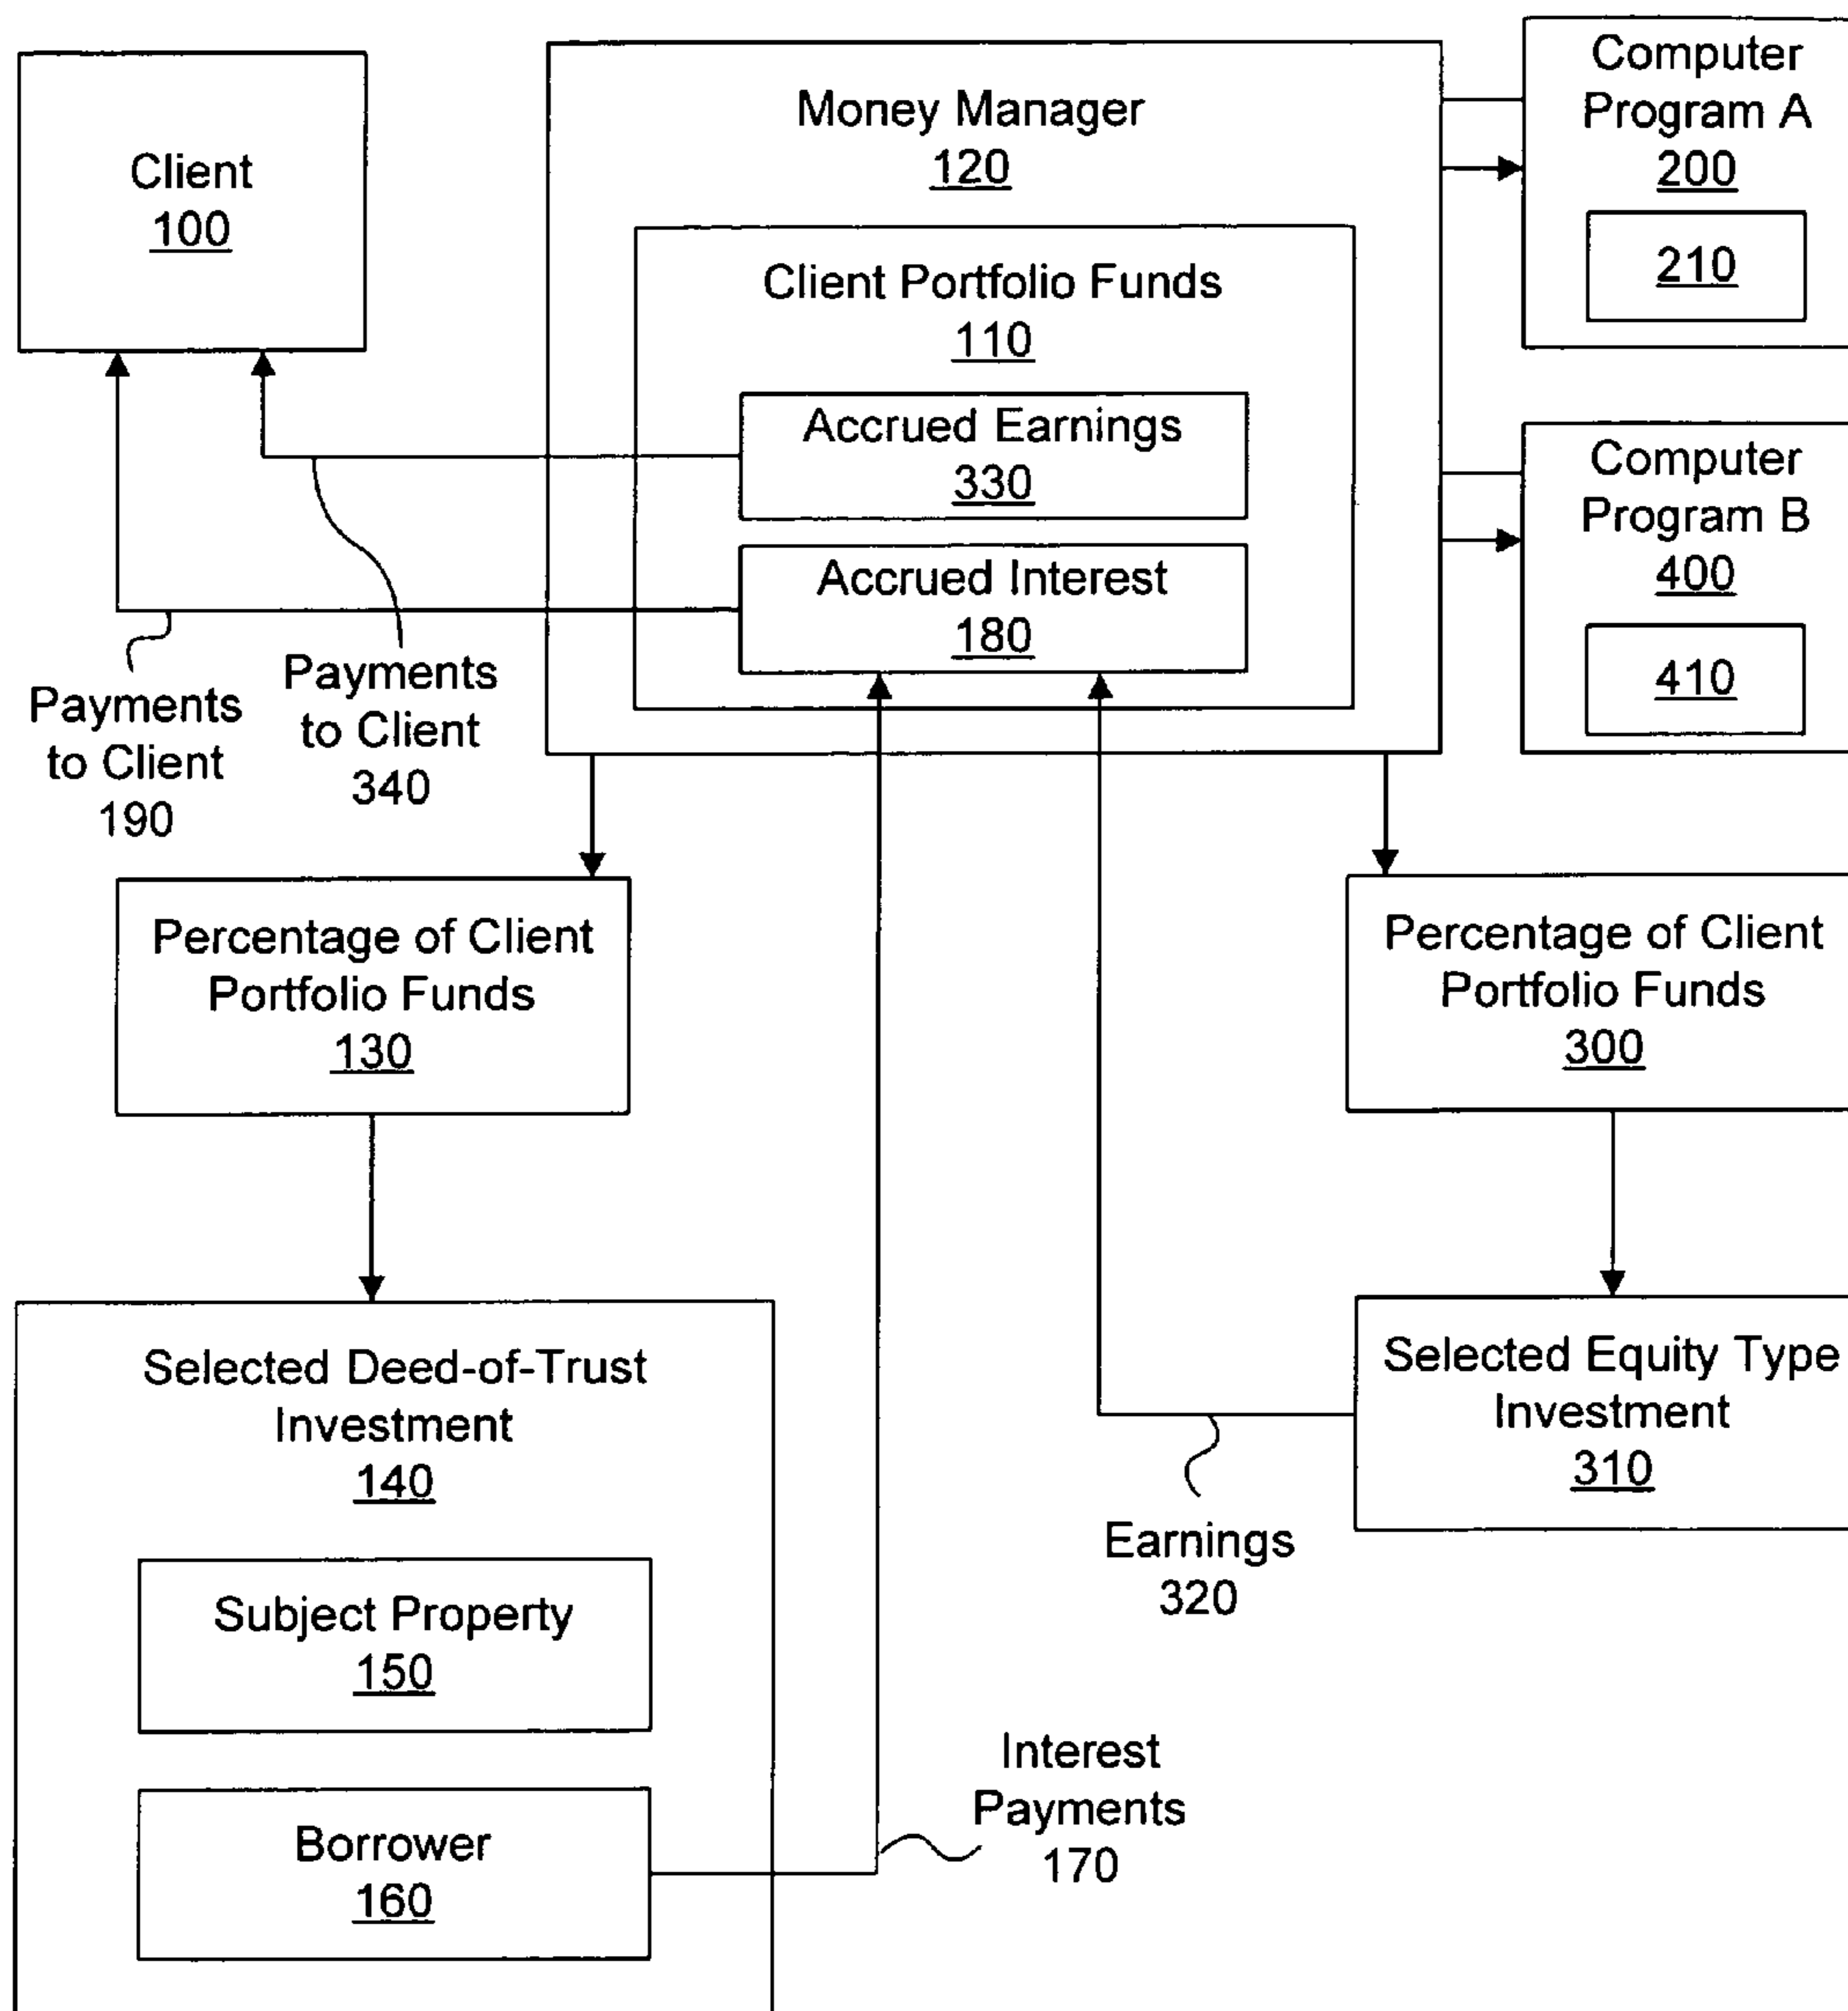 Client
100
Money Manager
120
Client Portfolio Funds
110
Accrued Earnings
330
Accrued Interest
180
Computer
Program A
200
210
Computer
Program B
400
410
Payments
to Client
190
Payments
to Client
340
Percentage of Client
Portfolio Funds
130
Percentage of Client
Portfolio Funds
300
Selected Deed-of-Trust
Investment
140
Subject Property
150
Borrower
160
Selected Equity Type
Investment
310
Earnings
320
Interest
Payments
170